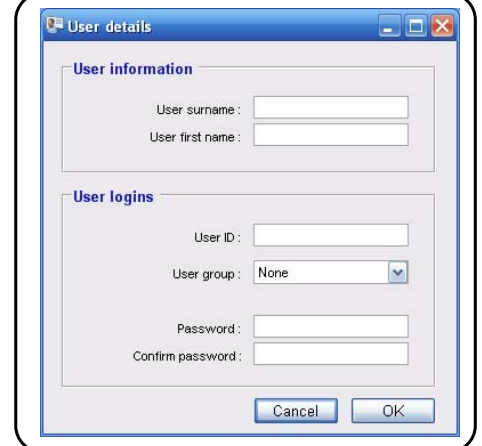 User details
User information
User surname :
User first name :
User logins
User ID :
User group : None
Password :
Confirm password :
Cancel OK